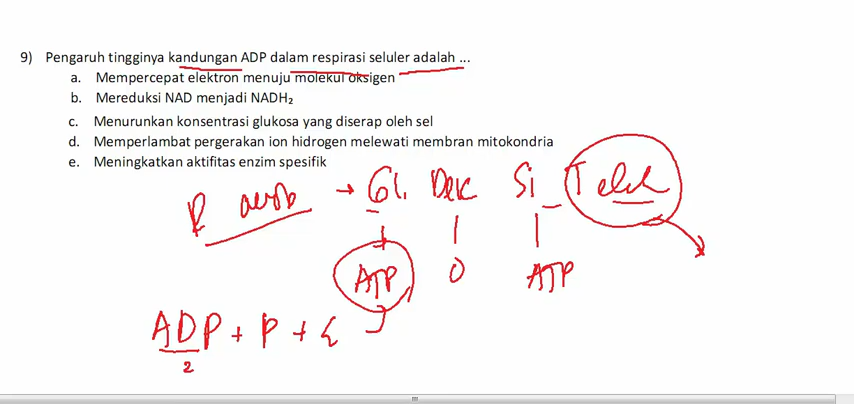 9) Pengaruh tingginya kandungan ADP dalam respirasi seluler adalah ...
a. Mempercepat elektron menuju molekul oksigen
b. Mereduksi NAD menjadi NADH₂
c. Menurunkan konsentrasi glukosa yang diserap oleh sel
d. Memperlambat pergerakan ion hidrogen melewati membran mitokondria
e. Meningkatkan aktifitas enzim spesifik
R aerob → Gl. Dek Si T elek
ATP 0 ATP
ADP + P + E
2